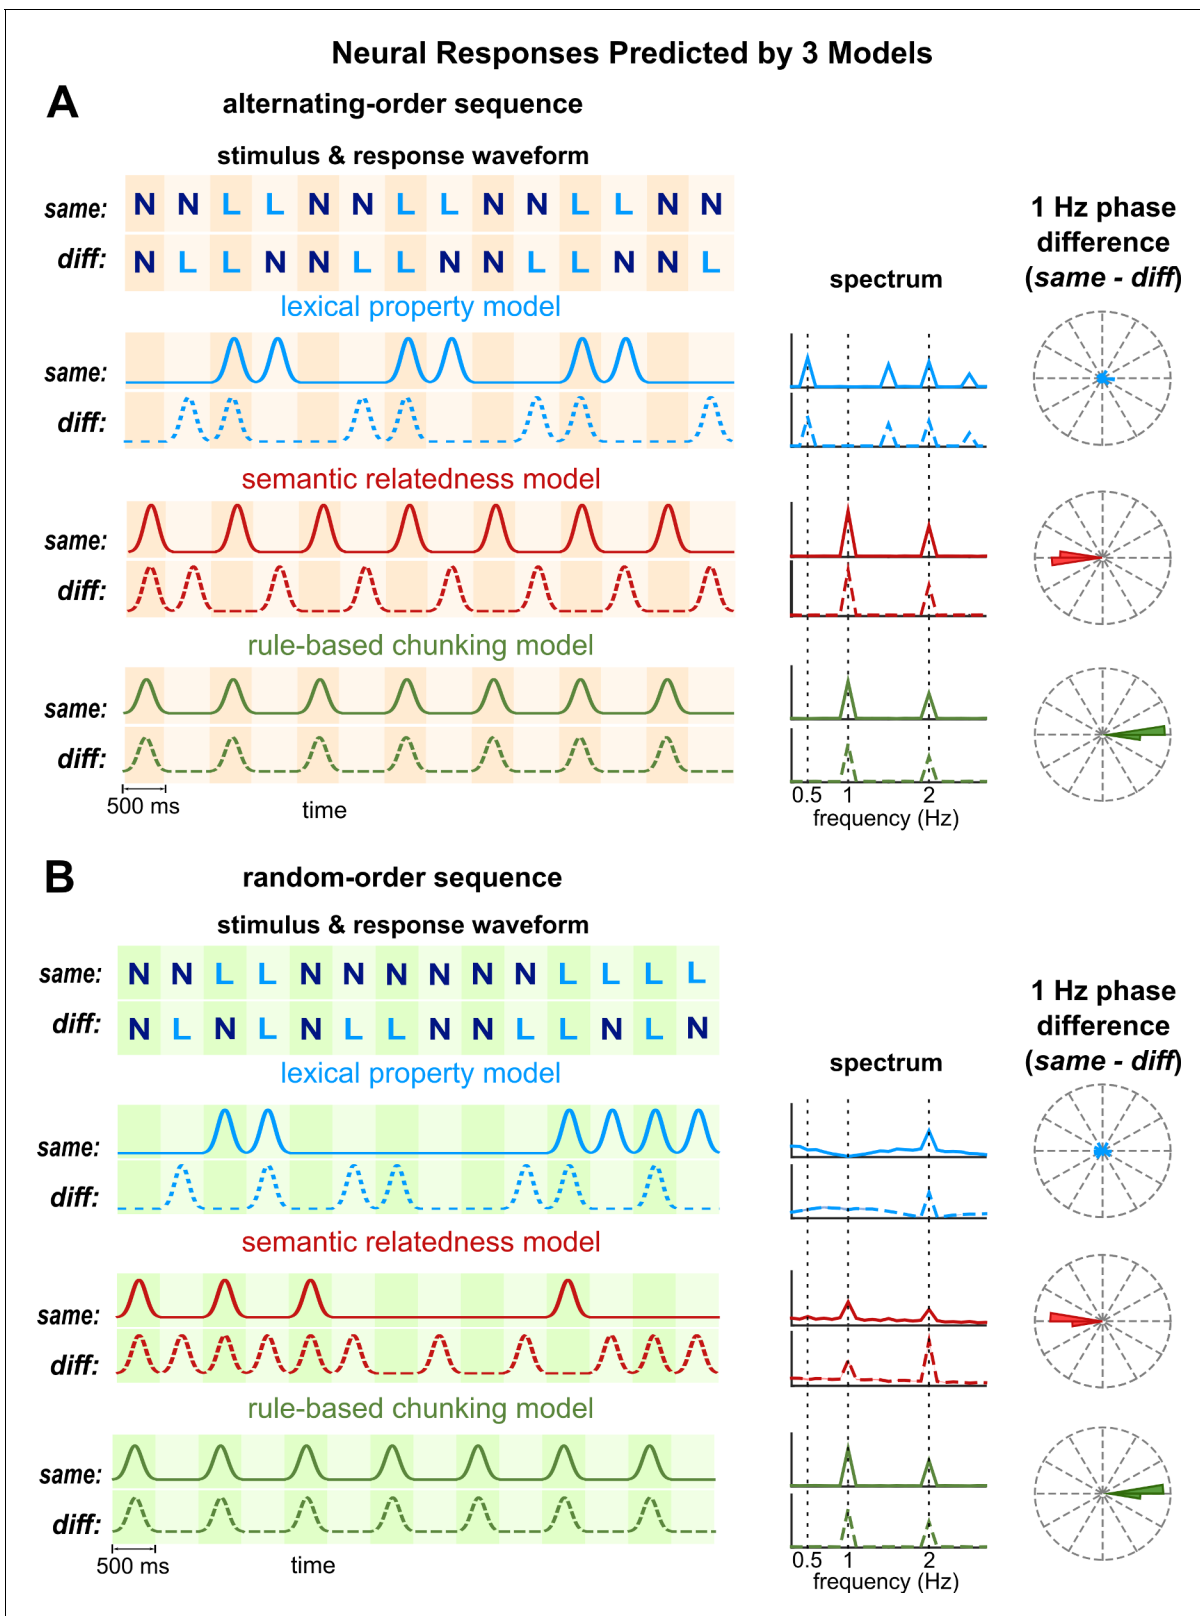 Neural Responses Predicted by 3 Models
A
alternating-order sequence
stimulus & response waveform
same: N N L L N N L L N N L L N N
diff: N L L N N L L N N L L N N L
1 Hz phase
difference
(same - diff)
spectrum
lexical property model
same:
diff:
semantic relatedness model
same:
diff:
rule-based chunking model
same:
diff:
500 ms
time
0.5 1 2
frequency (Hz)
B
random-order sequence
stimulus & response waveform
same: N N L L N N N N N N L L L L
diff: N L N L N L L N N L L N L N
1 Hz phase
difference
(same - diff)
spectrum
lexical property model
same:
diff:
semantic relatedness model
same:
diff:
rule-based chunking model
same:
diff:
500 ms
time
0.5 1 2
frequency (Hz)